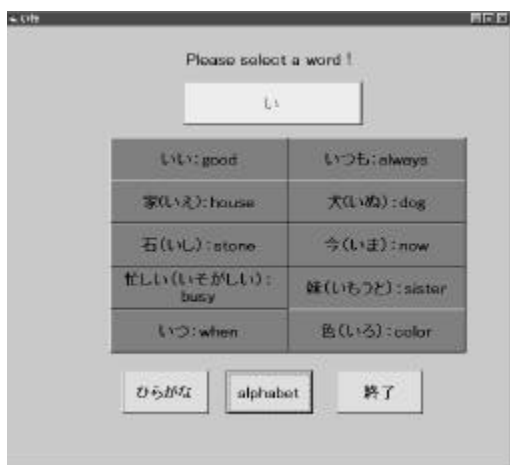 い行
Please select a word !
い
いい:good
いつも:always
家(いえ):house
犬(いぬ):dog
石(いし):stone
今(いま):now
忙しい(いそがしい):
busy
妹(いもうと):sister
いつ:when
色(いろ):color
ひらがな
alphabet
終了